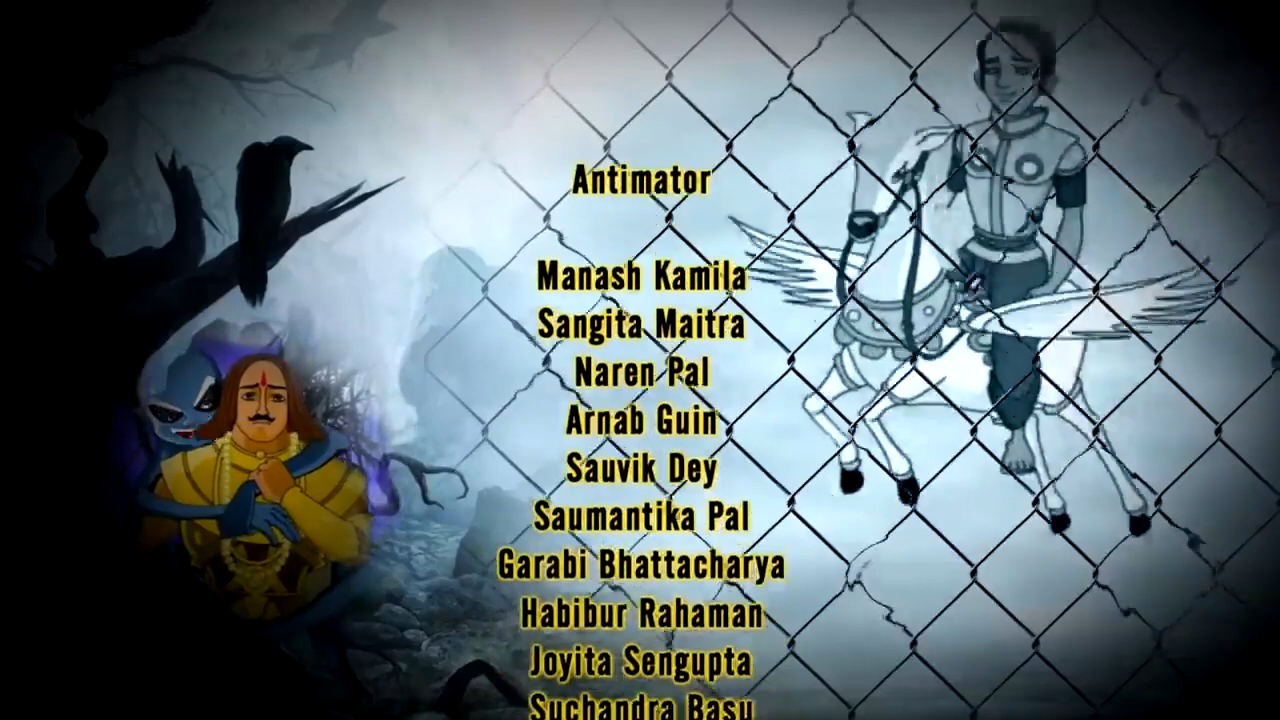 Antimator
Manash Kamila
Sangita Maitra
Naren Pal
Arnab Guin
Sauvik Dey
Saumantika Pal
Garabi Bhattacharya
Habibur Rahaman
Joyita Sengupta
Suchandra Basu